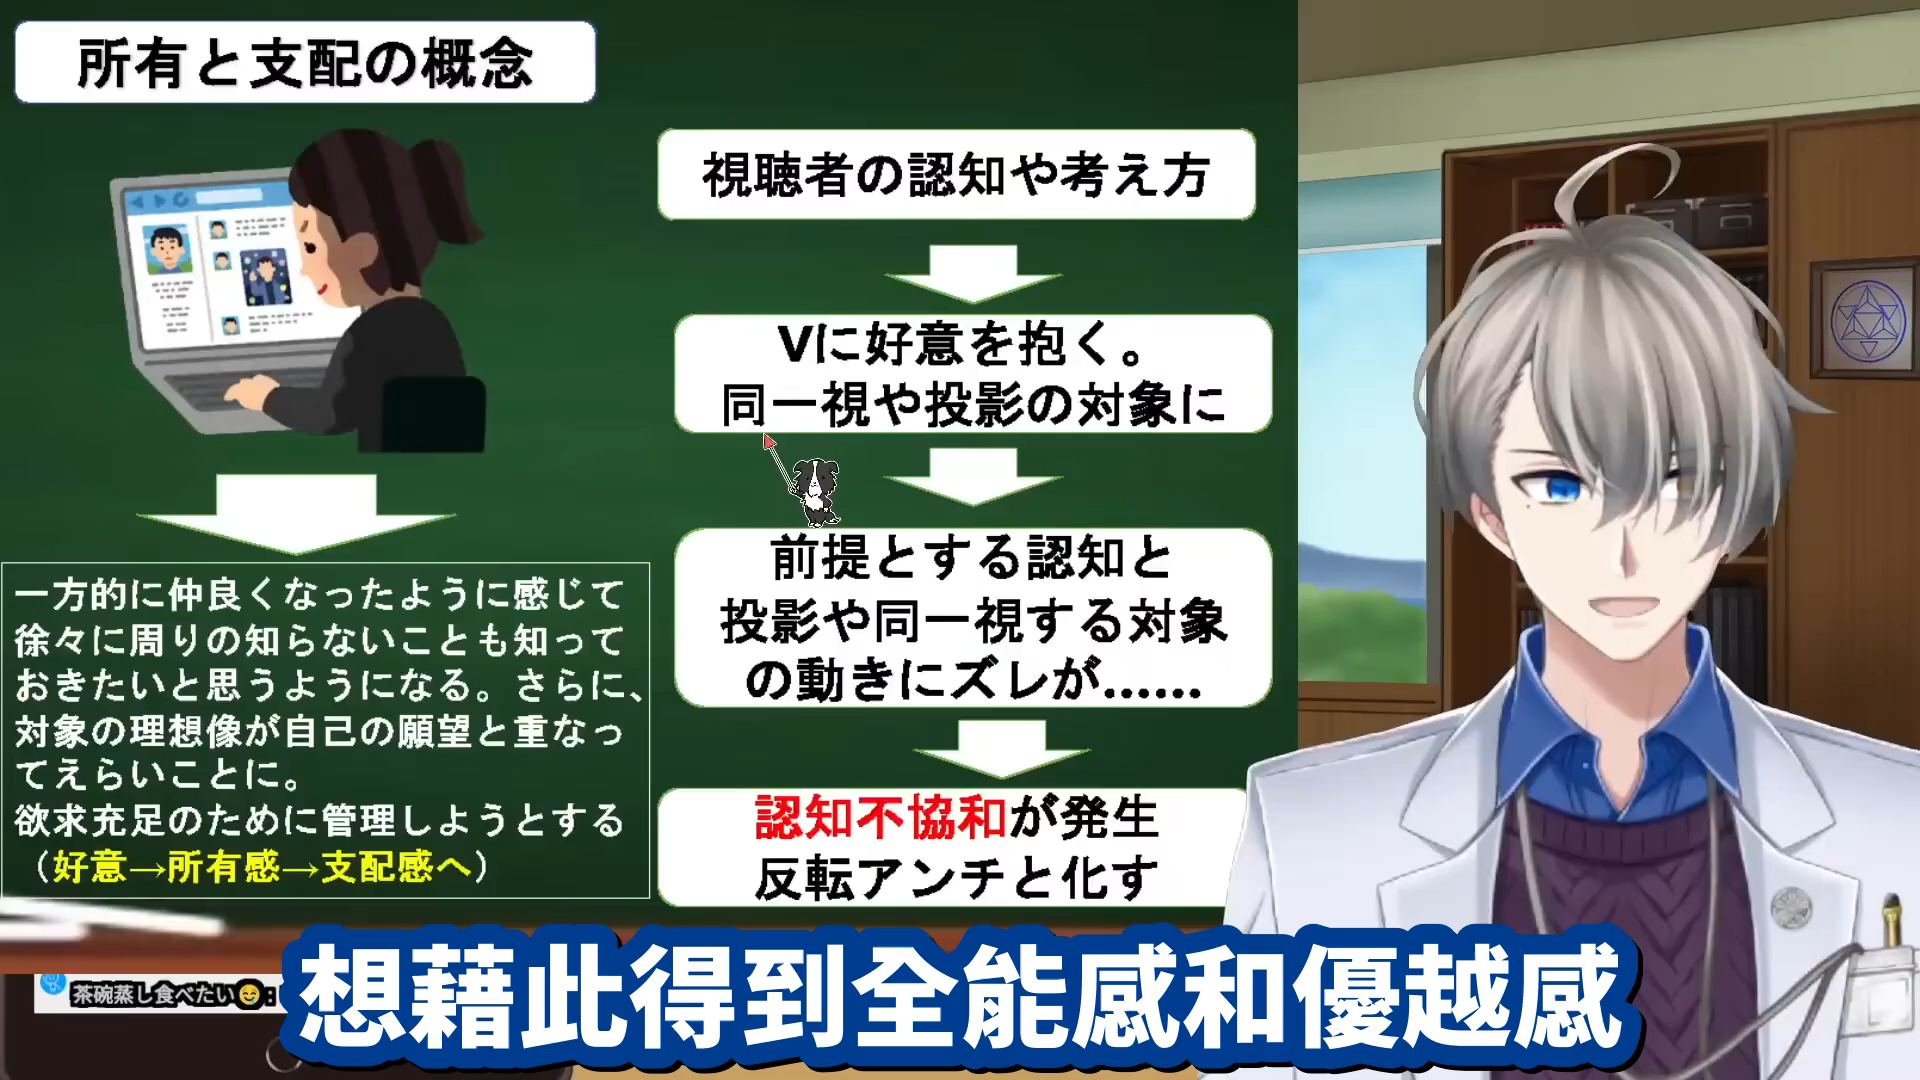 所有と支配の概念
一方的に仲良くなったように感じて
徐々に周りの知らないことも知って
おきたいと思うようになる。さらに、
対象の理想像が自己の願望と重なっ
てえらいことに。
欲求充足のために管理しようとする
（好意→所有感→支配感へ）
視聴者の認知や考え方
Vに好意を抱く。
同一視や投影の対象に
前提とする認知と
投影や同一視する対象
の動きにズレが……
認知不協和が発生
反転アンチと化す
茶碗蒸し食べたい😊:
想藉此得到全能感和優越感